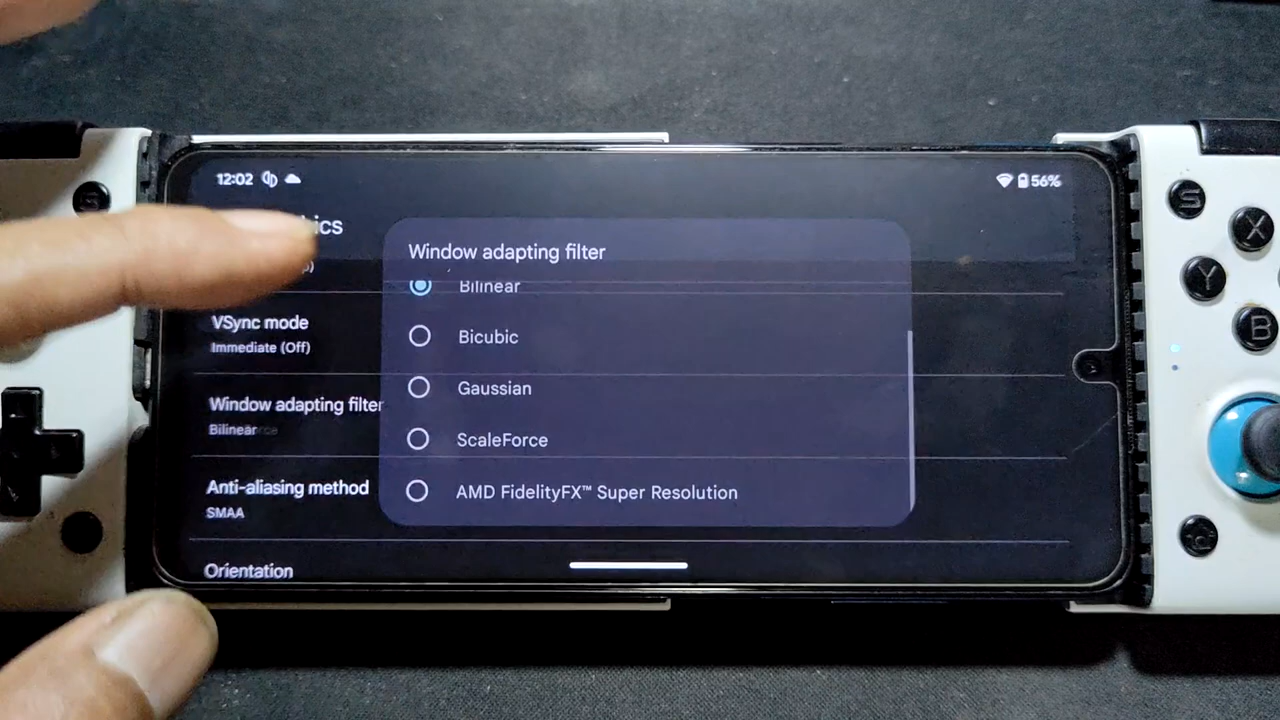 12:02
56%
ics
Window adapting filter
Bilinear
Bicubic
Gaussian
ScaleForce
AMD FidelityFX™ Super Resolution
VSync mode
Immediate (Off)
Window adapting filter
Bilinear
Anti-aliasing method
SMAA
Orientation
S
X
Y
B